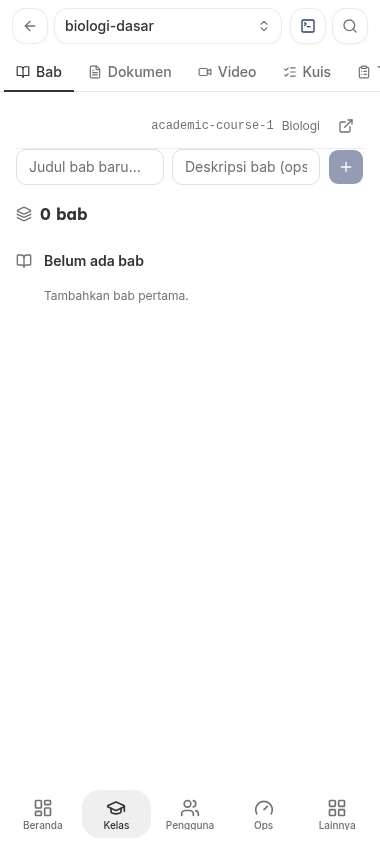 biologi-dasar
Bab
Dokumen
Video
Kuis
academic-course-1 Biologi
Judul bab baru...
Deskripsi bab (ops
0 bab
Belum ada bab
Tambahkan bab pertama.
Beranda
Kelas
Pengguna
Ops
Lainnya